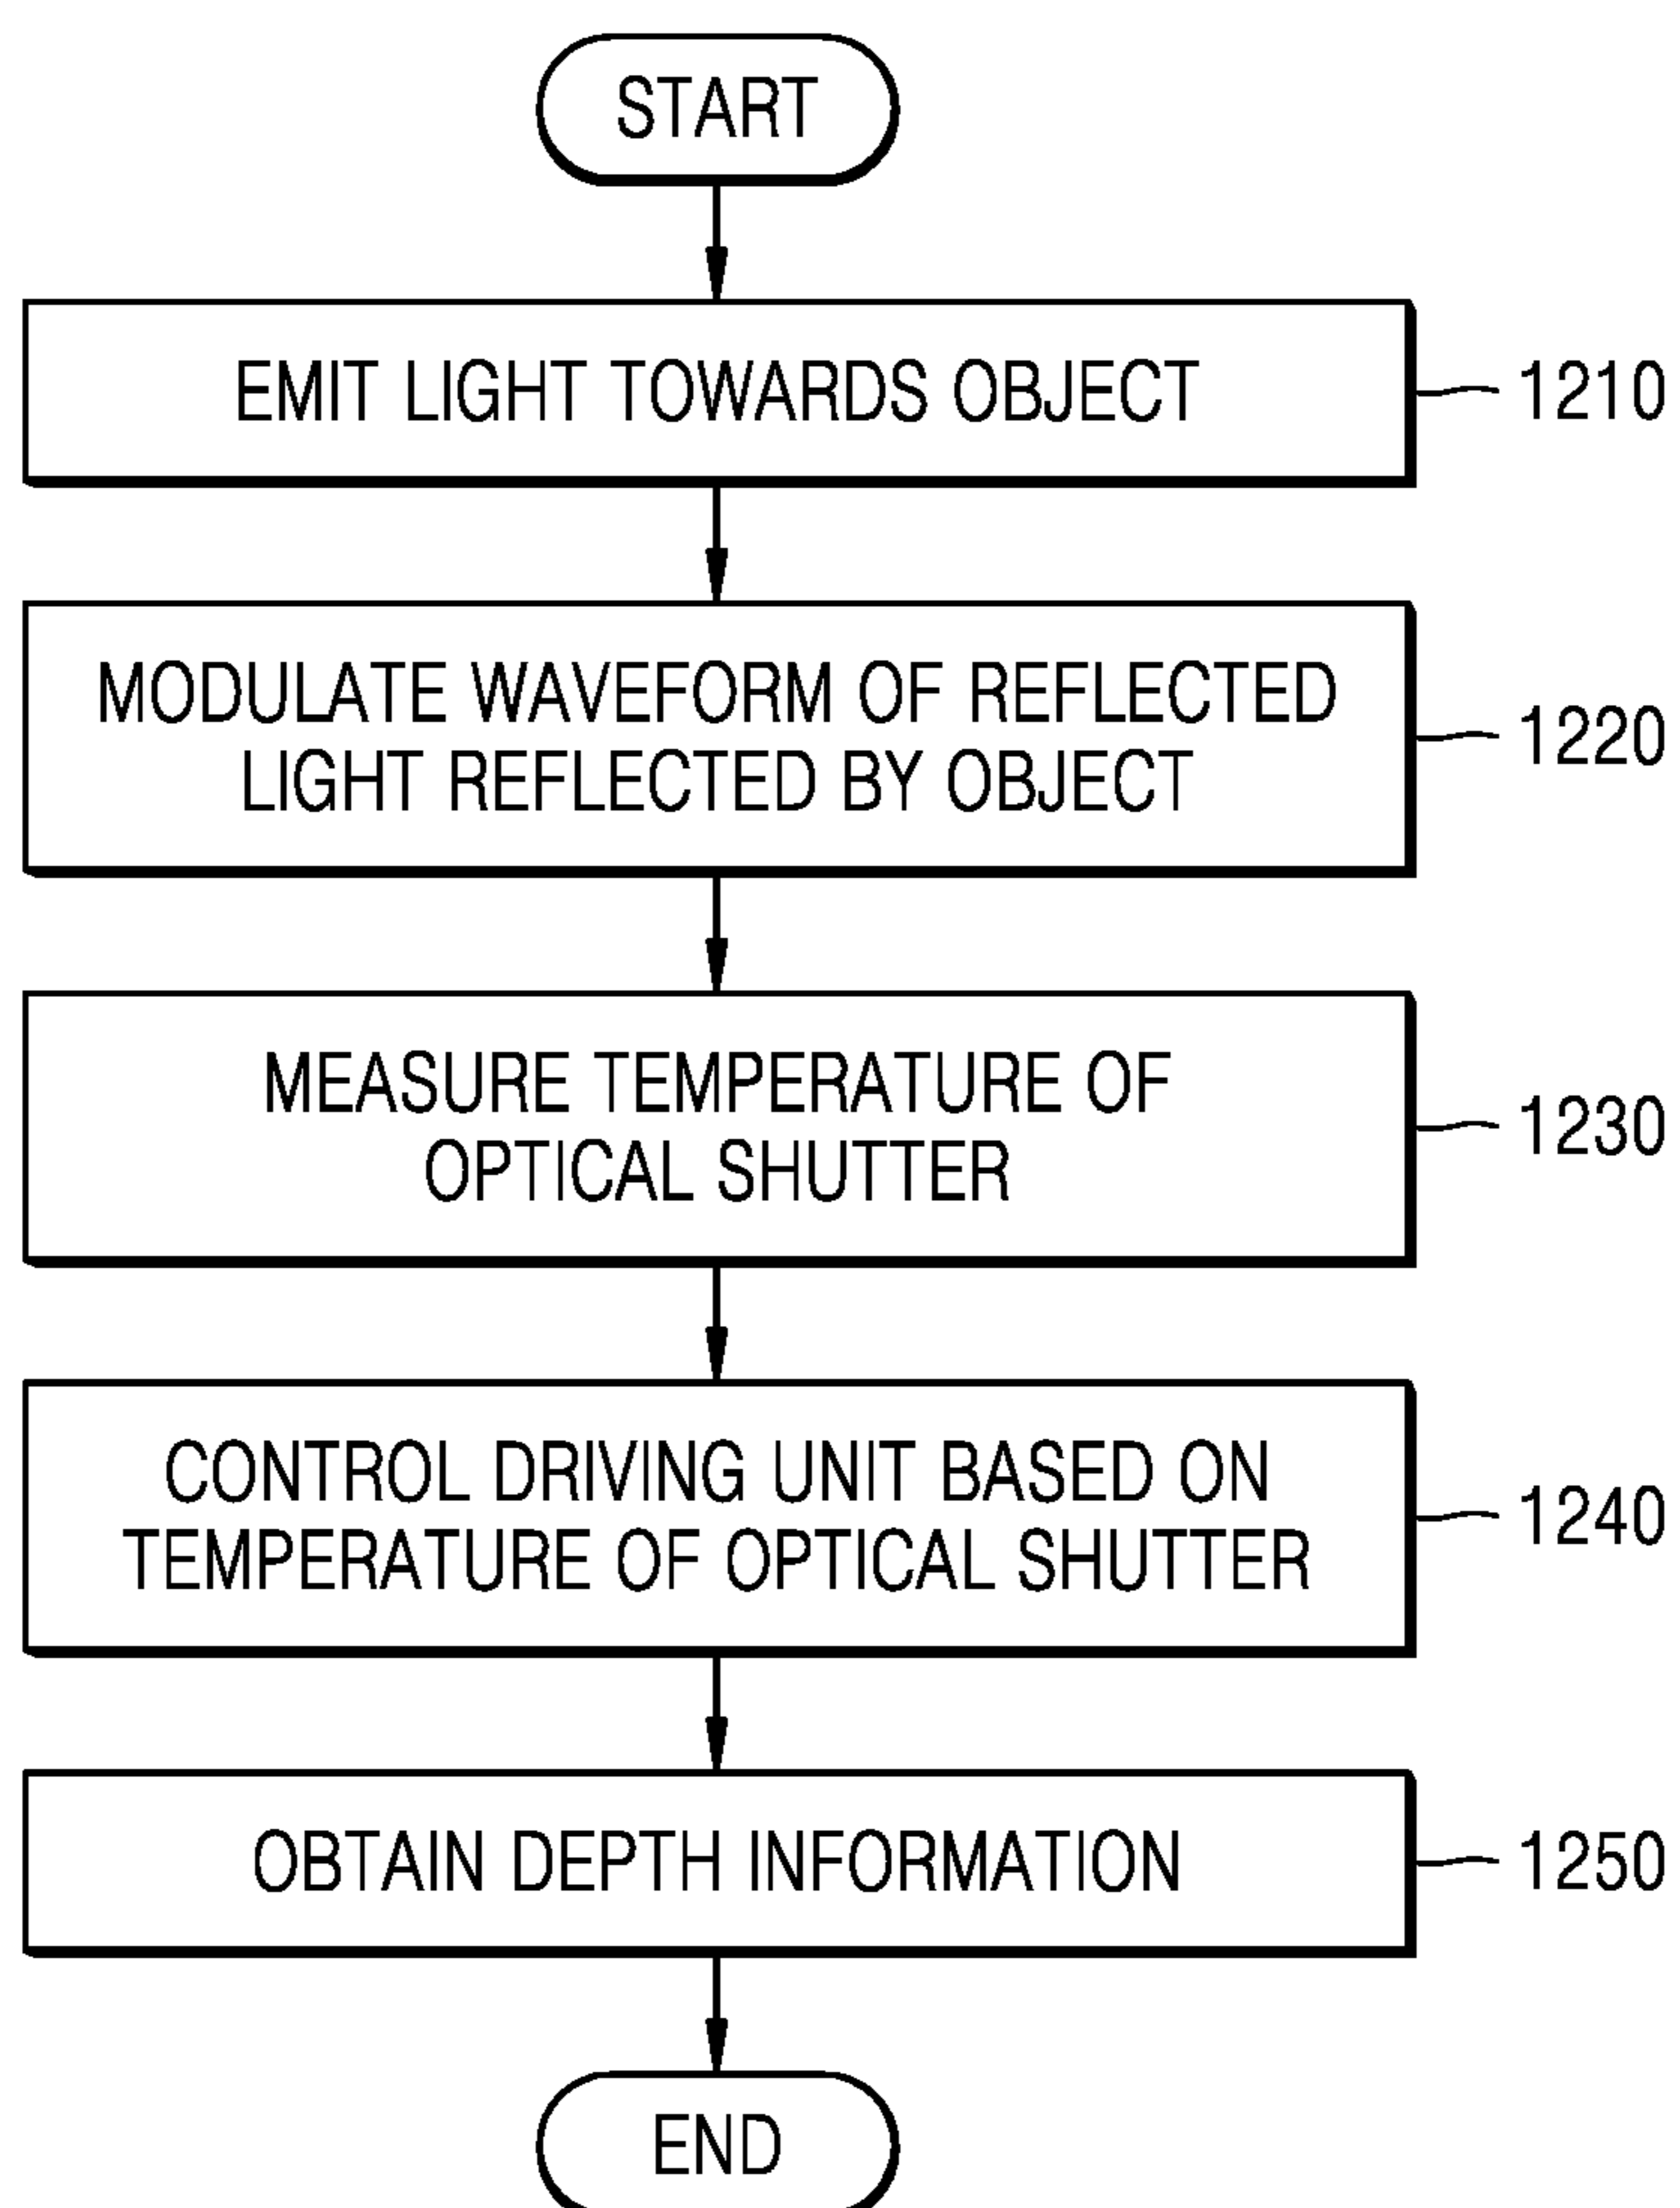 START
EMIT LIGHT TOWARDS OBJECT
1210
MODULATE WAVEFORM OF REFLECTED
LIGHT REFLECTED BY OBJECT
1220
MEASURE TEMPERATURE OF
OPTICAL SHUTTER
1230
CONTROL DRIVING UNIT BASED ON
TEMPERATURE OF OPTICAL SHUTTER
1240
OBTAIN DEPTH INFORMATION
1250
END